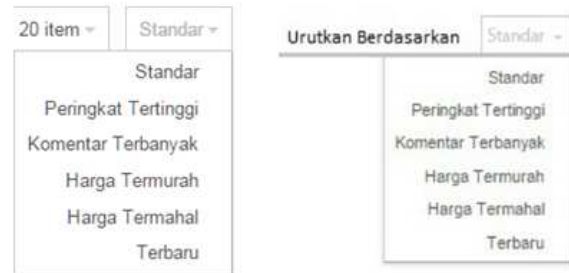 20 item Standar
Standar
Peringkat Tertinggi
Komentar Terbanyak
Harga Termurah
Harga Termahal
Terbaru
Urutkan Berdasarkan Standar
Standar
Peringkat Tertinggi
Komentar Terbanyak
Harga Termurah
Harga Termahal
Terbaru